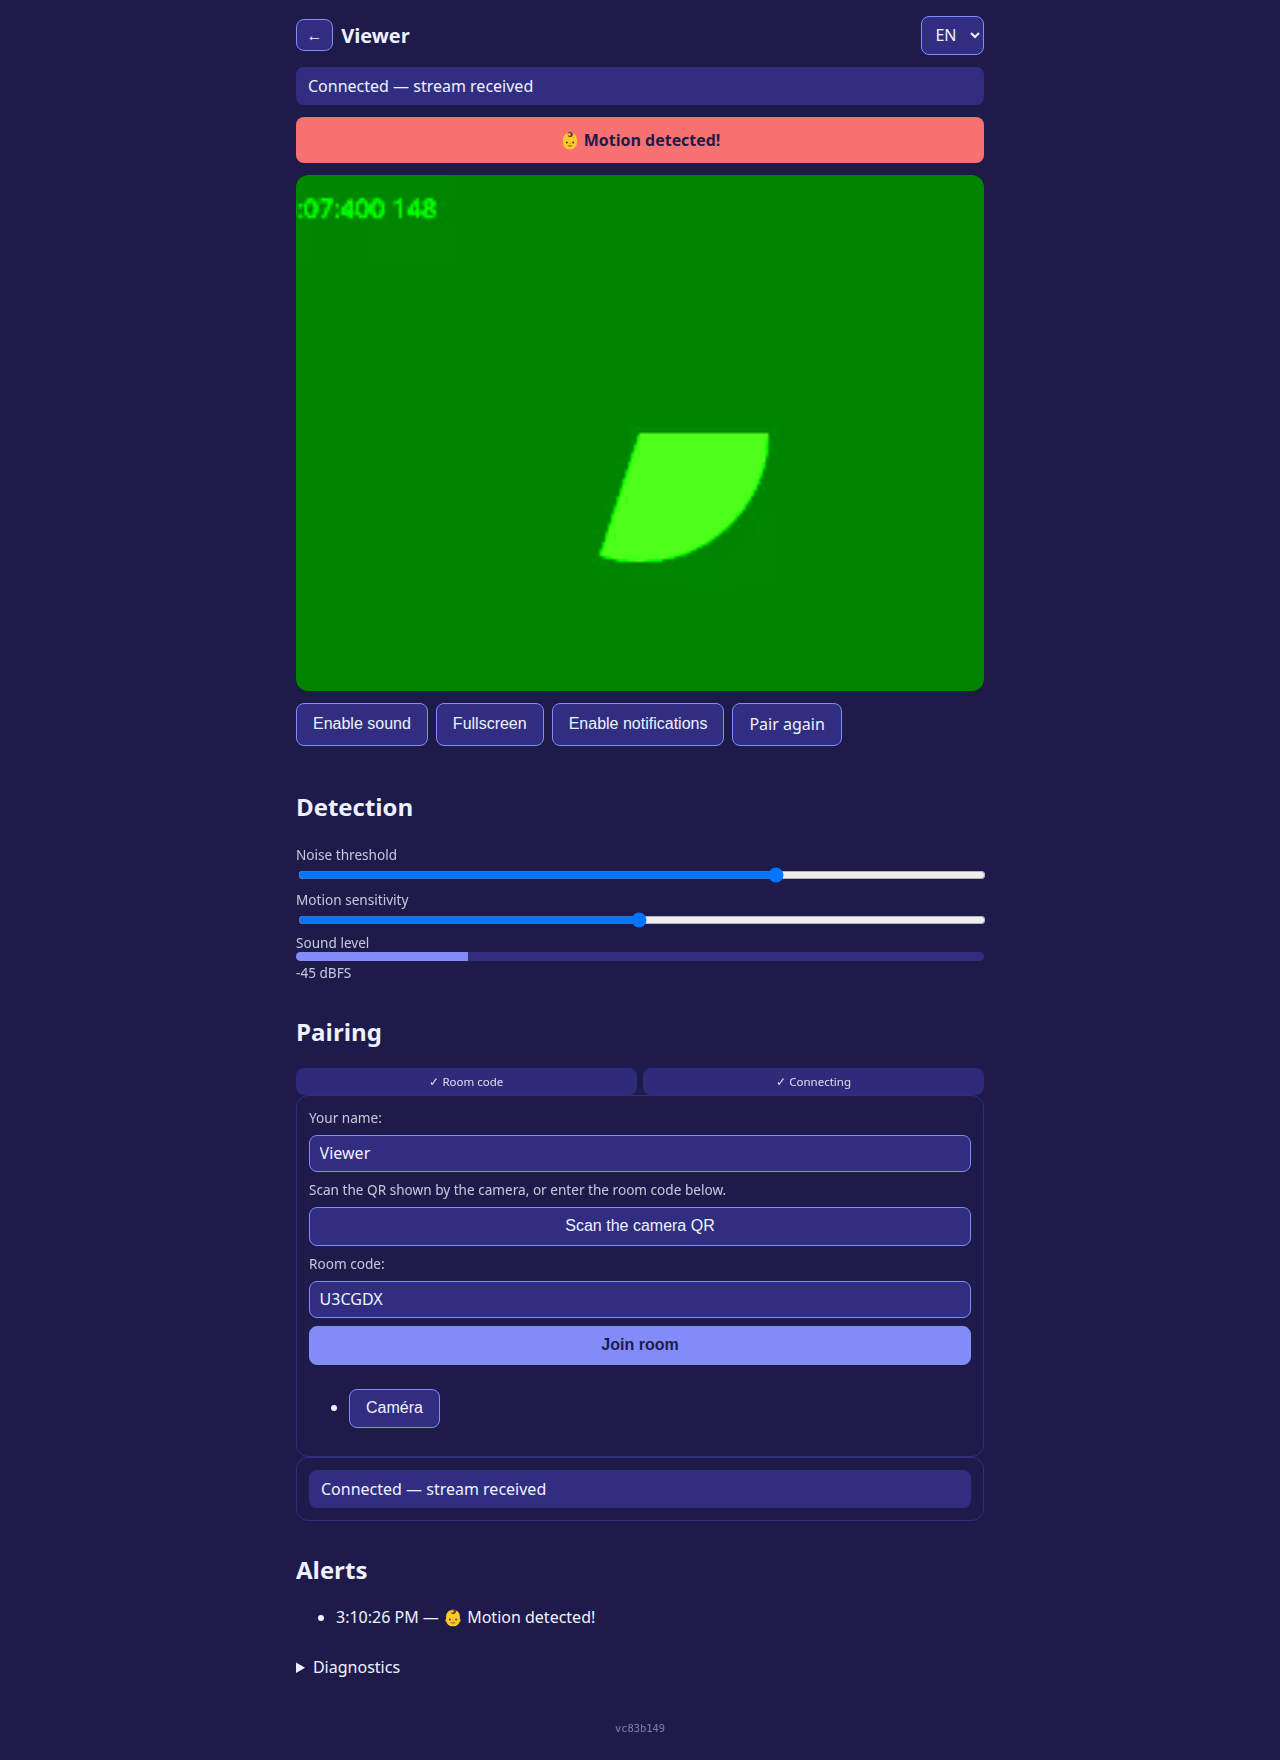 ← Viewer
EN
Connected — stream received
👶 Motion detected!
:07:400 148
Enable sound
Fullscreen
Enable notifications
Pair again
Detection
Noise threshold
Motion sensitivity
Sound level
-45 dBFS
Pairing
✓ Room code
✓ Connecting
Your name:
Viewer
Scan the QR shown by the camera, or enter the room code below.
Scan the camera QR
Room code:
U3CGDX
Join room
Caméra
Connected — stream received
Alerts
3:10:26 PM — 👶 Motion detected!
Diagnostics
vc83b149